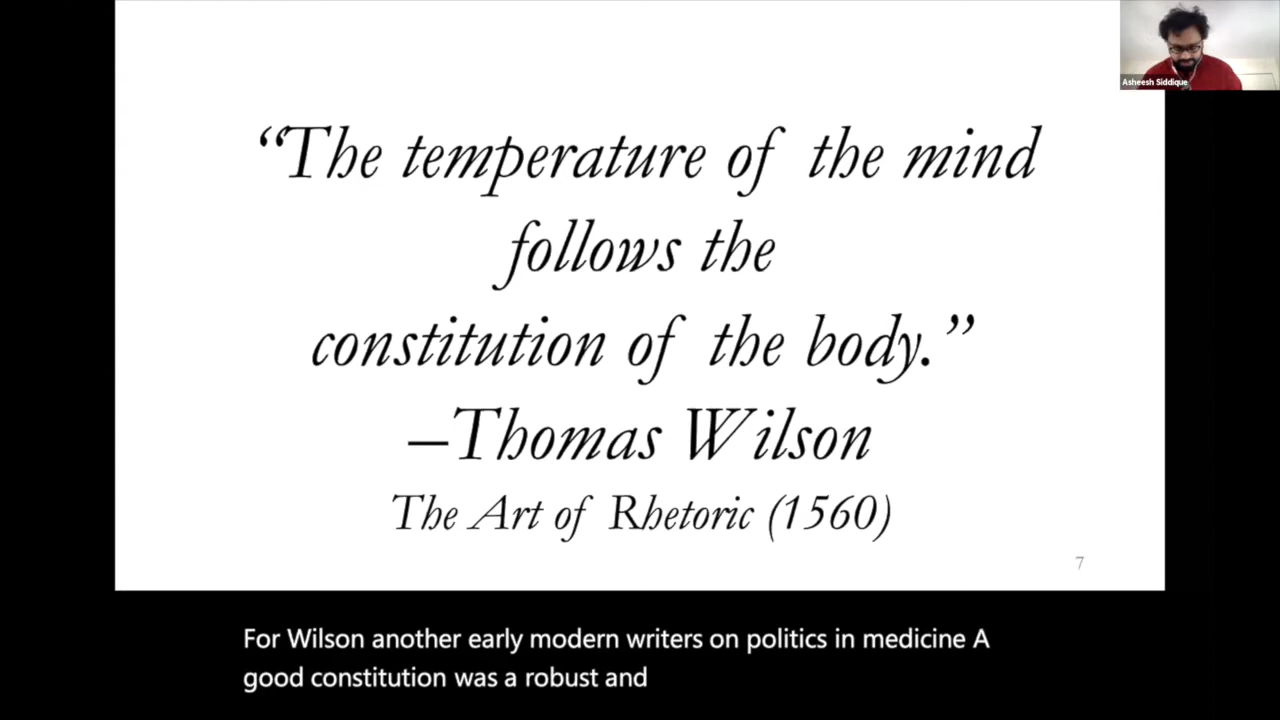 Asheesh Siddique
“The temperature of the mind
follows the
constitution of the body.”
–Thomas Wilson
The Art of Rhetoric (1560)
7
For Wilson another early modern writers on politics in medicine A
good constitution was a robust and